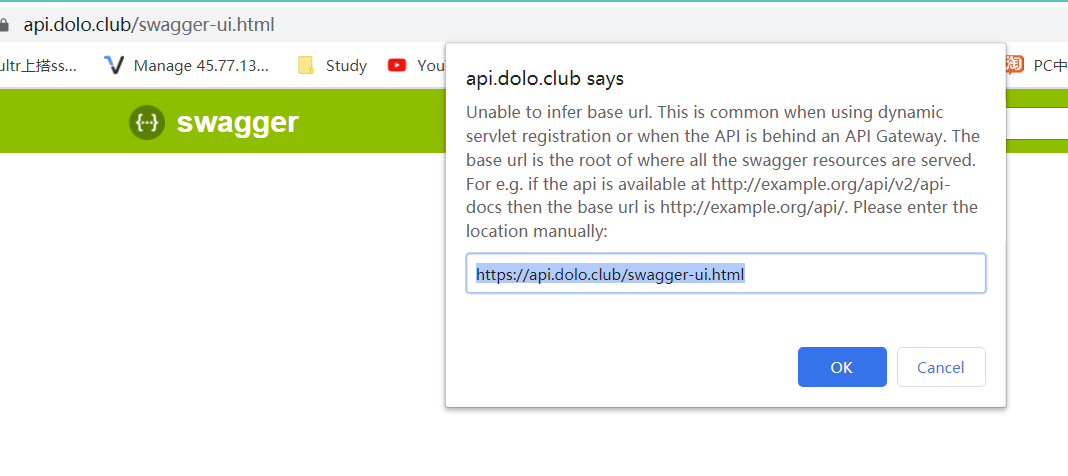 api.dolo.club/swagger-ui.html
ultr上搭ss...
Manage 45.77.13...
Study
You
PC中
swagger
api.dolo.club says
Unable to infer base url. This is common when using dynamic
servlet registration or when the API is behind an API Gateway. The
base url is the root of where all the swagger resources are served.
For e.g. if the api is available at http://example.org/api/v2/api-
docs then the base url is http://example.org/api/. Please enter the
location manually:
https://api.dolo.club/swagger-ui.html
OK
Cancel